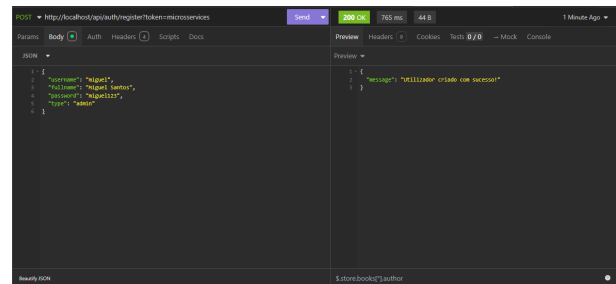 POST http://localhost/api/auth/register?token=microsservices Send 200 OK 765 ms 44 B 1 Minute Ago
Params Body Auth Headers 4 Scripts Docs Preview Headers 8 Cookies Tests 0 / 0 → Mock Console
JSON Preview
1 {
2 "username": "miguel",
3 "fullname": "Miguel Santos",
4 "password": "miguel123",
5 "type": "admin"
6 }
1 {
2 "message": "Utilizador criado com sucesso!"
3 }
Beautify JSON $.store.books[*].author